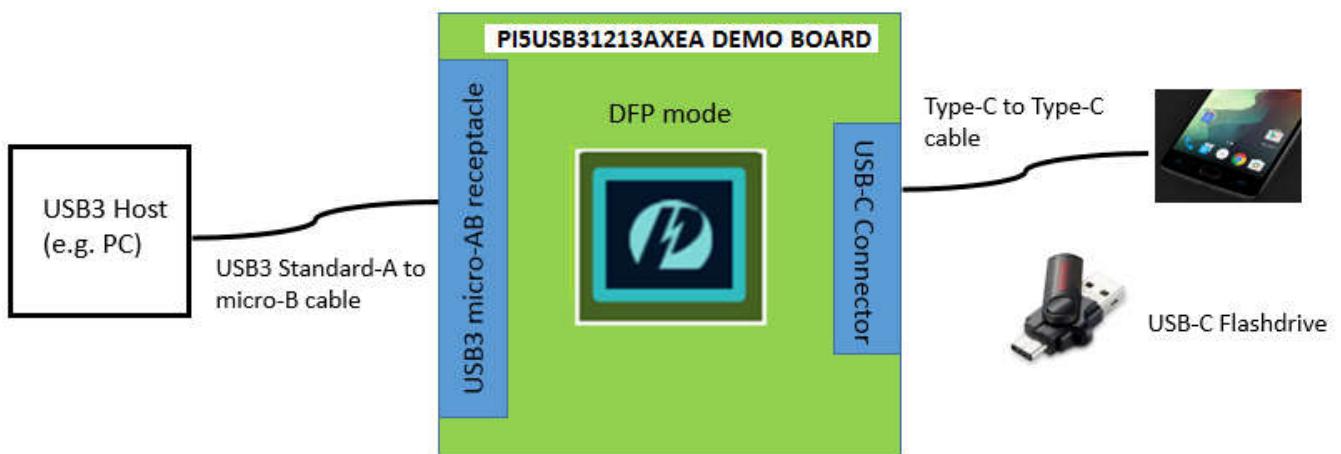 PI5USB31213AXEA DEMO BOARD
USB3 Host
(e.g. PC)
USB3 Standard-A to
micro-B cable
USB3 micro-AB receptacle
DFP mode
USB-C Connector
Type-C to Type-C
cable
USB-C Flashdrive